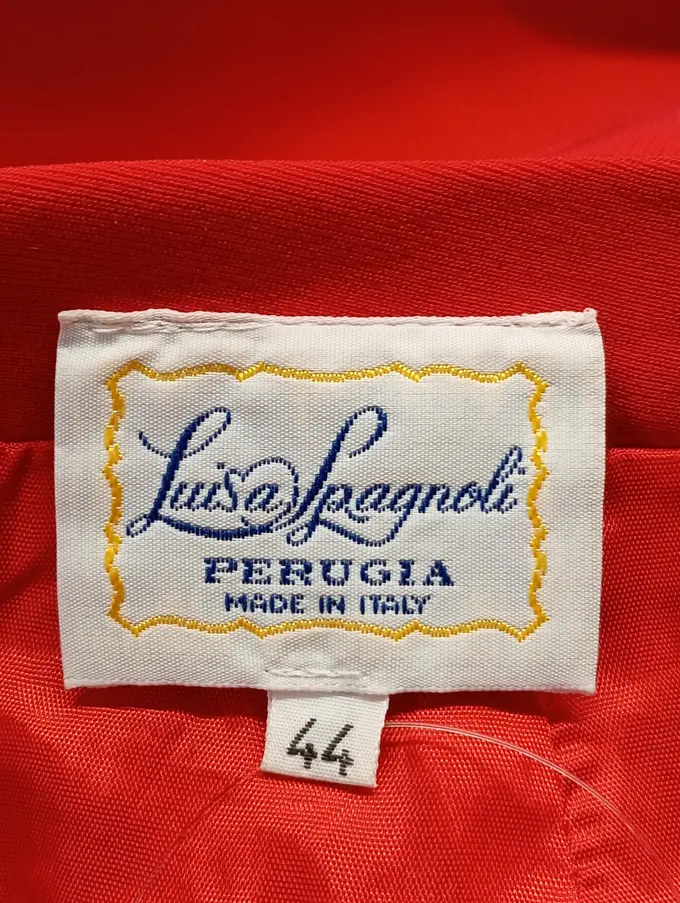 Luisa Spagnoli
PERUGIA
MADE IN ITALY
44